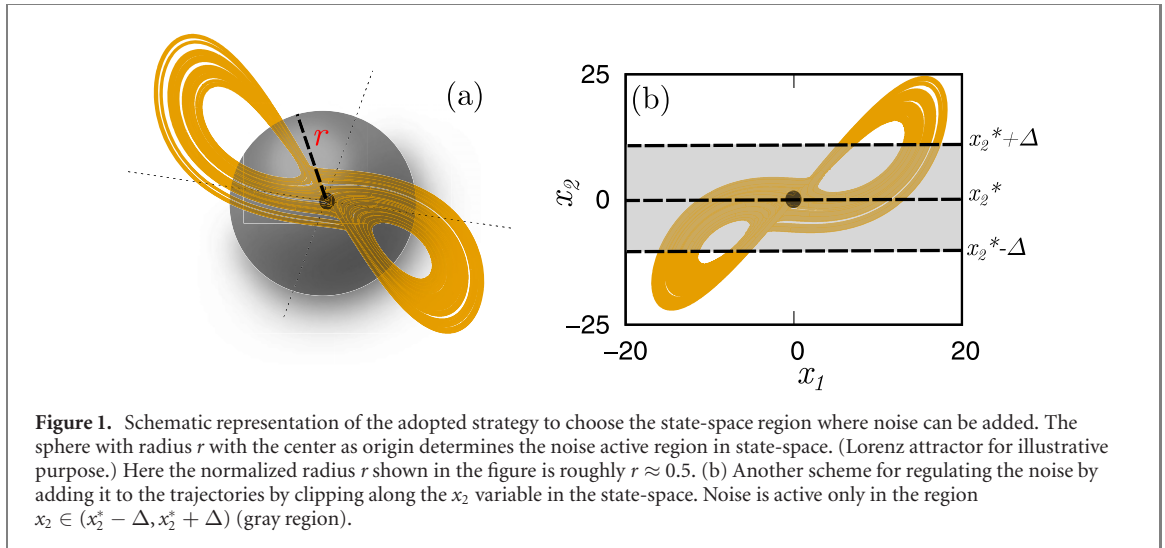 (a)
r
(b)
25
0
−25
x₂
−20
0
20
x₁
x₂*+Δ
x₂*
x₂*-Δ
Figure 1. Schematic representation of the adopted strategy to choose the state-space region where noise can be added. The
sphere with radius r with the center as origin determines the noise active region in state-space. (Lorenz attractor for illustrative
purpose.) Here the normalized radius r shown in the figure is roughly r ≈ 0.5. (b) Another scheme for regulating the noise by
adding it to the trajectories by clipping along the x₂ variable in the state-space. Noise is active only in the region
x₂ ∈ (x₂* − Δ, x₂* + Δ) (gray region).